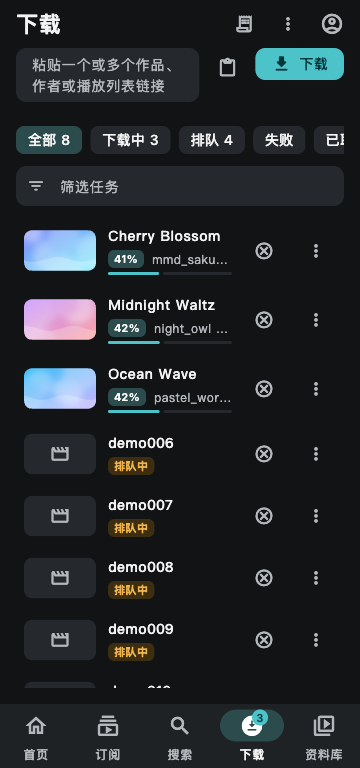 下载
粘贴一个或多个作品、
作者或播放列表链接
下载
全部 8
下载中 3
排队 4
失败
筛选任务
Cherry Blossom
41% mmd_saku...
Midnight Waltz
42% night_owl ...
Ocean Wave
42% pastel_wor...
demo006
排队中
demo007
排队中
demo008
排队中
demo009
排队中
3
首页
订阅
搜索
下载
资料库